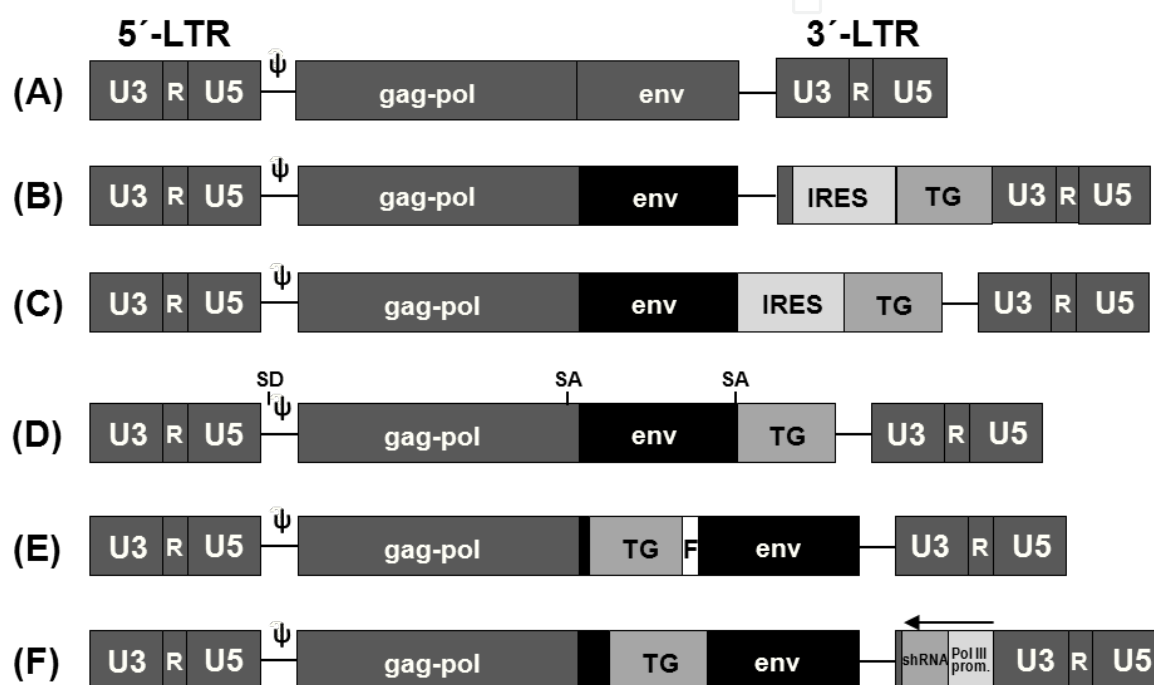 5´-LTR 3´-LTR
ψ
(A) U3 R U5 gag-pol env U3 R U5
ψ
(B) U3 R U5 gag-pol env IRES TG U3 R U5
ψ
(C) U3 R U5 gag-pol env IRES TG U3 R U5
SD SA SA
ψ
(D) U3 R U5 gag-pol env TG U3 R U5
ψ
(E) U3 R U5 gag-pol TG F env U3 R U5
ψ
(F) U3 R U5 gag-pol TG env shRNA Pol III prom. U3 R U5